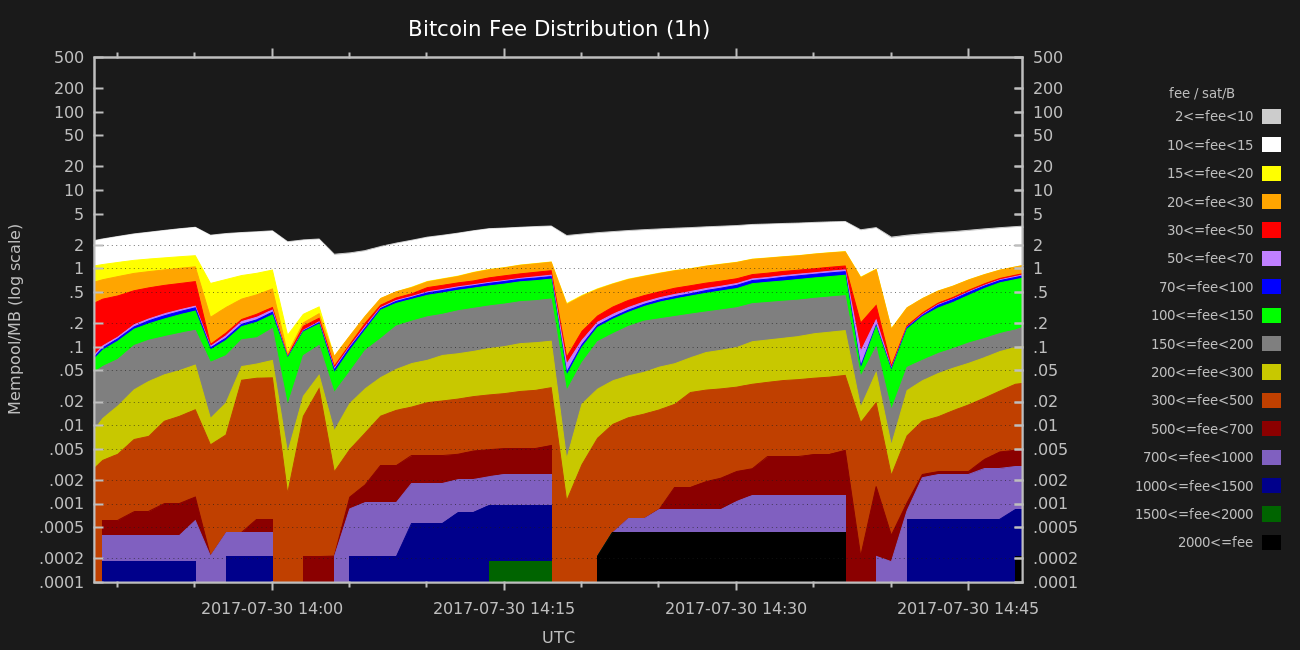 Bitcoin Fee Distribution (1h)
500
200
100
50
20
10
5
2
1
.5
.2
.1
.05
.02
.01
.005
.002
.001
.0005
.0002
.0001
Mempool/MB (log scale)
500
200
100
50
20
10
5
2
1
.5
.2
.1
.05
.02
.01
.005
.002
.001
.0005
.0002
.0001
2017-07-30 14:00
2017-07-30 14:15
2017-07-30 14:30
2017-07-30 14:45
UTC
fee / sat/B
2<=fee<10
10<=fee<15
15<=fee<20
20<=fee<30
30<=fee<50
50<=fee<70
70<=fee<100
100<=fee<150
150<=fee<200
200<=fee<300
300<=fee<500
500<=fee<700
700<=fee<1000
1000<=fee<1500
1500<=fee<2000
2000<=fee